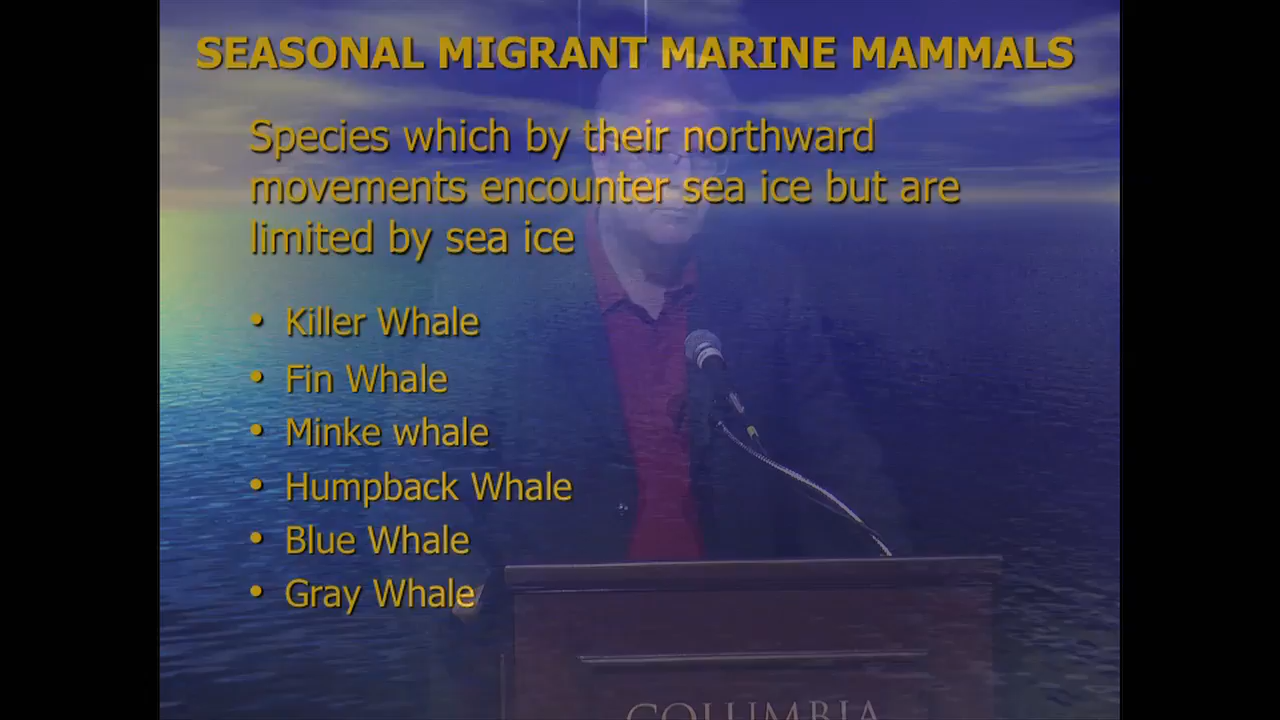 SEASONAL MIGRANT MARINE MAMMALS
Species which by their northward
movements encounter sea ice but are
limited by sea ice
• Killer Whale
• Fin Whale
• Minke whale
• Humpback Whale
• Blue Whale
• Gray Whale
COLUMBIA